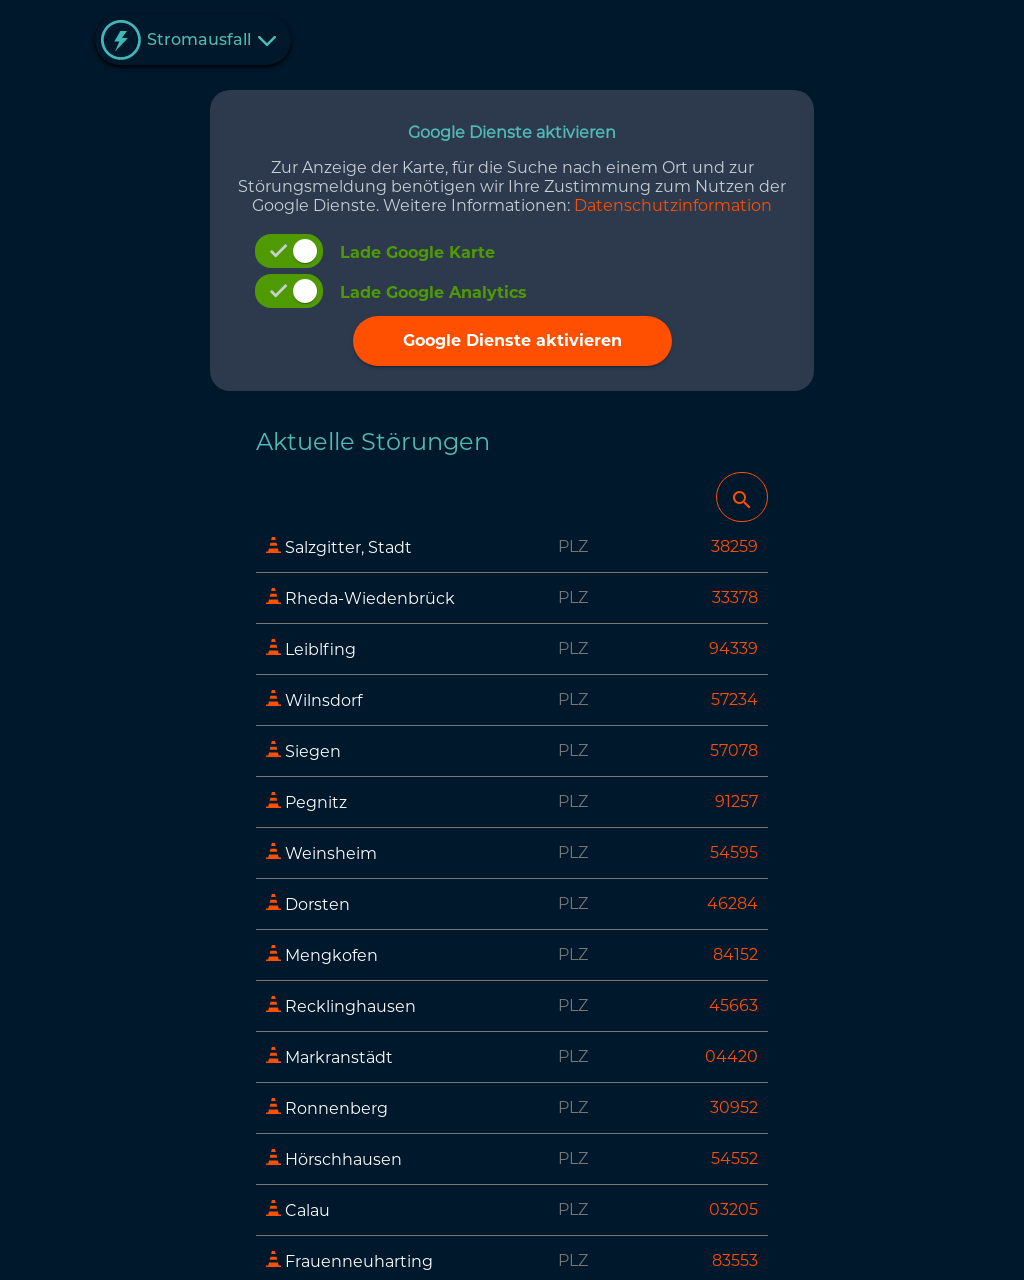 Stromausfall
Google Dienste aktivieren
Zur Anzeige der Karte, für die Suche nach einem Ort und zur
Störungsmeldung benötigen wir Ihre Zustimmung zum Nutzen der
Google Dienste. Weitere Informationen: Datenschutzinformation
Lade Google Karte
Lade Google Analytics
Google Dienste aktivieren
Aktuelle Störungen
Salzgitter, Stadt PLZ 38259
Rheda-Wiedenbrück PLZ 33378
Leiblfing PLZ 94339
Wilnsdorf PLZ 57234
Siegen PLZ 57078
Pegnitz PLZ 91257
Weinsheim PLZ 54595
Dorsten PLZ 46284
Mengkofen PLZ 84152
Recklinghausen PLZ 45663
Markranstädt PLZ 04420
Ronnenberg PLZ 30952
Hörschhausen PLZ 54552
Calau PLZ 03205
Frauenneuharting PLZ 83553